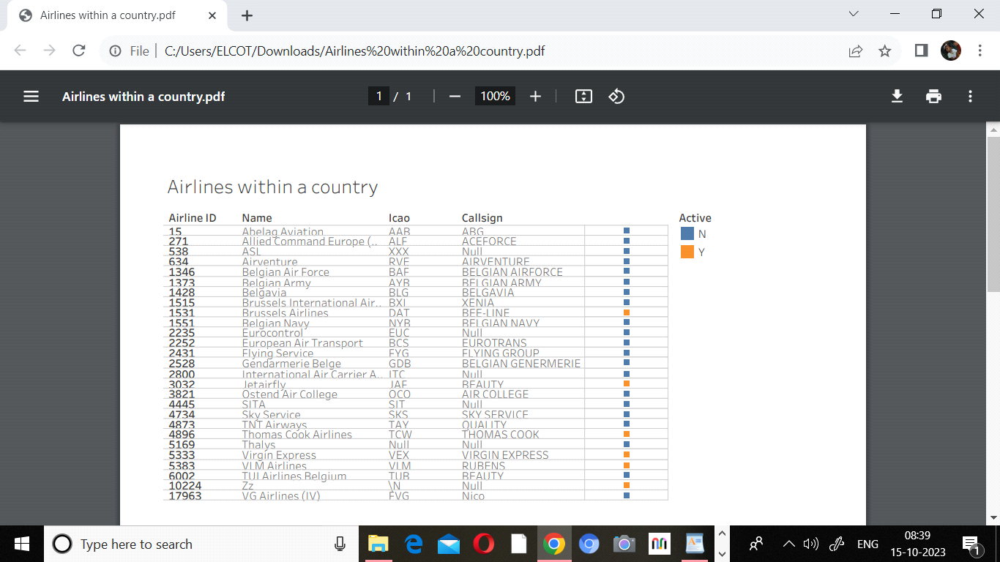 Airlines within a country.pdf
File C:/Users/ELCOT/Downloads/Airlines%20within%20a%20country.pdf
Airlines within a country.pdf 1 / 1 100%
Airlines within a country
Airline ID Name Icao Callsign Active
15 Abelag Aviation AAB ABG N
271 Allied Command Europe (.. ALF ACEFORCE
538 ASL XXX Null Y
634 Airventure RVE AIRVENTURE
1346 Belgian Air Force BAF BELGIAN AIRFORCE
1373 Belgian Army AYB BELGIAN ARMY
1428 Belgavia BLG BELGAVIA
1515 Brussels International Air.. BXI XENIA
1531 Brussels Airlines DAT BEE-LINE
1551 Belgian Navy NYB BELGIAN NAVY
2235 Eurocontrol EUC Null
2252 European Air Transport BCS EUROTRANS
2431 Flying Service FYG FLYING GROUP
2528 Gendarmerie Belge GDB BELGIAN GENERMERIE
2800 International Air Carrier A.. ITC Null
3032 Jetairfly JAF BEAUTY
3821 Ostend Air College OCO AIR COLLEGE
4445 SITA SIT Null
4734 Sky Service SKS SKY SERVICE
4873 TNT Airways TAY QUALITY
4896 Thomas Cook Airlines TCW THOMAS COOK
5169 Thalys Null Null
5333 Virgin Express VEX VIRGIN EXPRESS
5383 VLM Airlines VLM RUBENS
6002 TUI Airlines Belgium TUB BEAUTY
10224 Zz \N Null
17963 VG Airlines (IV) FVG Nico
Type here to search
ENG
08:39
15-10-2023
1